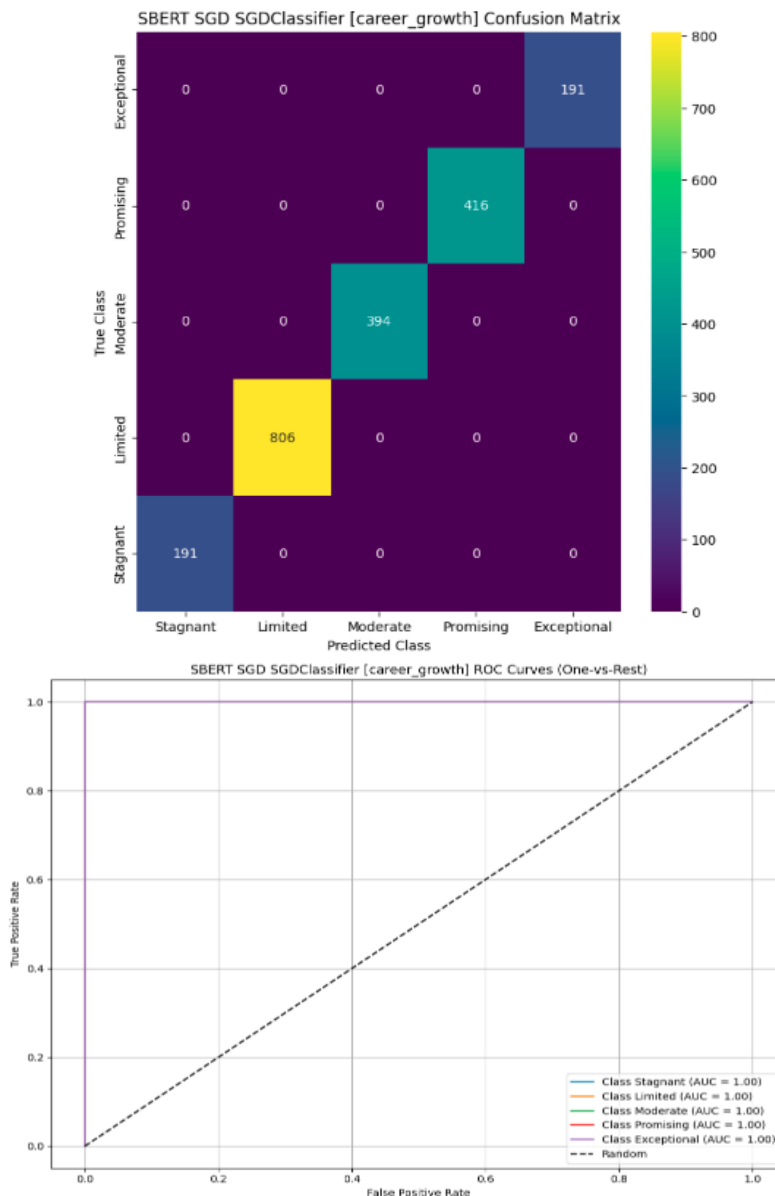 SBERT SGD SGDClassifier [career_growth] Confusion Matrix
True Class
Exceptional
Promising
Moderate
Limited
Stagnant
0 0 0 0 191
0 0 0 416 0
0 0 394 0 0
0 806 0 0 0
191 0 0 0 0
Stagnant Limited Moderate Promising Exceptional
Predicted Class
800
700
600
500
400
300
200
100
0
SBERT SGD SGDClassifier [career_growth] ROC Curves (One-vs-Rest)
True Positive Rate
1.0
0.8
0.6
0.4
0.2
0.0
Class Stagnant (AUC = 1.00)
Class Limited (AUC = 1.00)
Class Moderate (AUC = 1.00)
Class Promising (AUC = 1.00)
Class Exceptional (AUC = 1.00)
Random
0.0 0.2 0.4 0.6 0.8 1.0
False Positive Rate